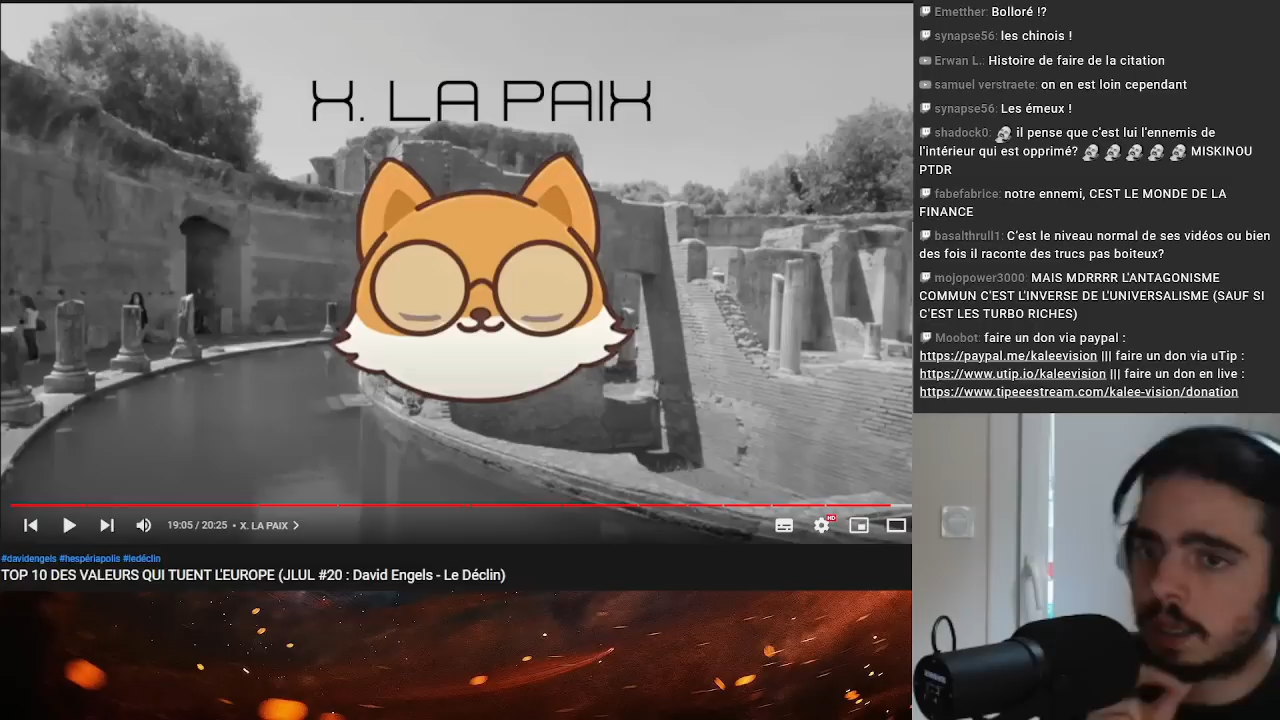 X. LA PAIX
19:05 / 20:25 • X. LA PAIX
HD
#davidengels #hespériapolis #ledéclin
TOP 10 DES VALEURS QUI TUENT L'EUROPE (JLUL #20 : David Engels - Le Déclin)
Emetther: Bolloré !?
synapse56: les chinois !
Erwan L.: Histoire de faire de la citation
samuel verstraete: on en est loin cependant
synapse56: Les émeux !
shadock0: il pense que c'est lui l'ennemis de
l'intérieur qui est opprimé? MISKINOU
PTDR
fabefabrice: notre ennemi, CEST LE MONDE DE LA
FINANCE
basalthrull1: C'est le niveau normal de ses vidéos ou bien
des fois il raconte des trucs pas boiteux?
mojopower3000: MAIS MDRRRR L'ANTAGONISME
COMMUN C'EST L'INVERSE DE L'UNIVERSALISME (SAUF SI
C'EST LES TURBO RICHES)
Moobot: faire un don via paypal :
https://paypal.me/kaleevision ||| faire un don via uTip :
https://www.utip.io/kaleevision ||| faire un don en live :
https://www.tipeeestream.com/kalee-vision/donation